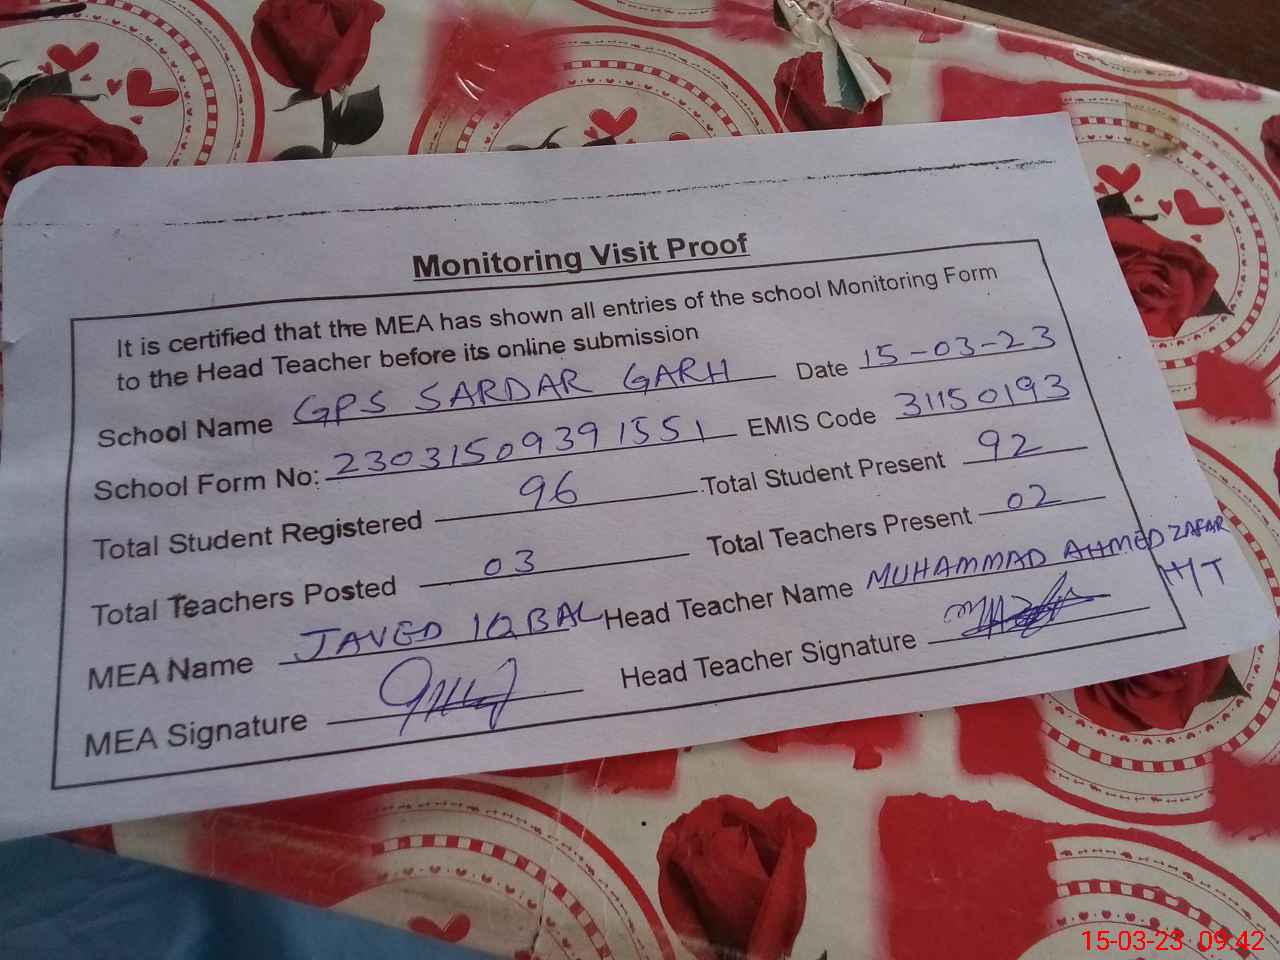 Monitoring Visit Proof
It is certified that the MEA has shown all entries of the school Monitoring Form
to the Head Teacher before its online submission
School Name GPS SARDAR GARH Date 15-03-23
School Form No: 23031509391551 EMIS Code 31150193
Total Student Registered 96 Total Student Present 92
Total Teachers Posted 03 Total Teachers Present 02
MEA Name JAVED IQBAL Head Teacher Name MUHAMMAD AHMED ZAFAR
H/T
MEA Signature Head Teacher Signature
15-03-23 09:42